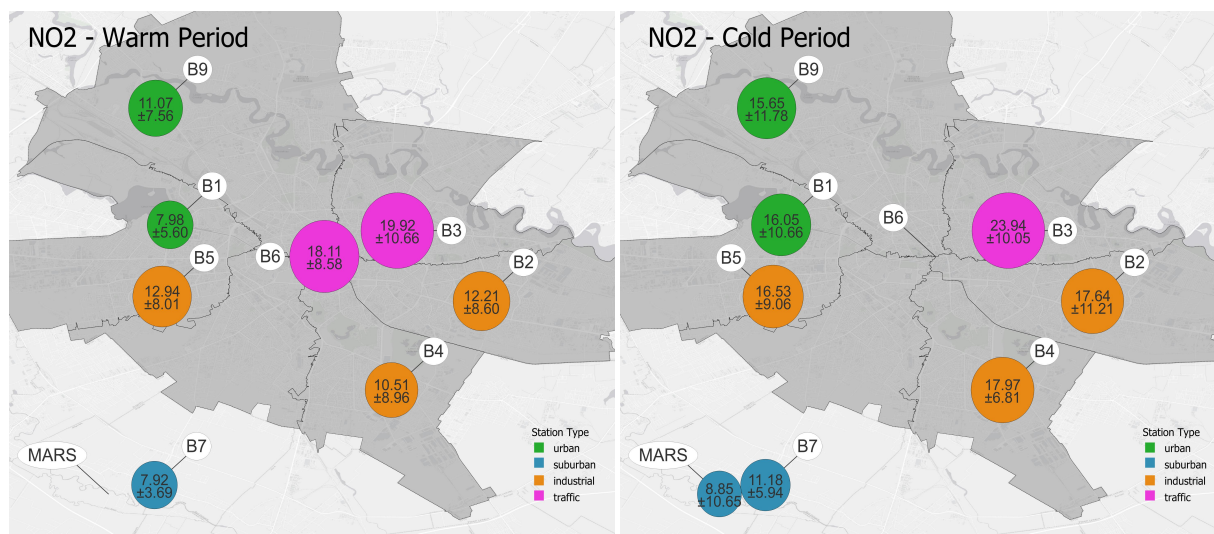 NO2 - Warm Period
B9
11.07
±7.56
B1
7.98
±5.60
B5
12.94
±8.01
B6
18.11
±8.58
19.92
±10.66
B3
B2
12.21
±8.60
B4
10.51
±8.96
MARS
B7
7.92
±3.69
Station Type
urban
suburban
industrial
traffic
NO2 - Cold Period
B9
15.65
±11.78
B1
16.05
±10.66
B6
B5
16.53
±9.06
23.94
±10.05
B3
B2
17.64
±11.21
B4
17.97
±6.81
MARS
8.85
±10.65
B7
11.18
±5.94
Station Type
urban
suburban
industrial
traffic